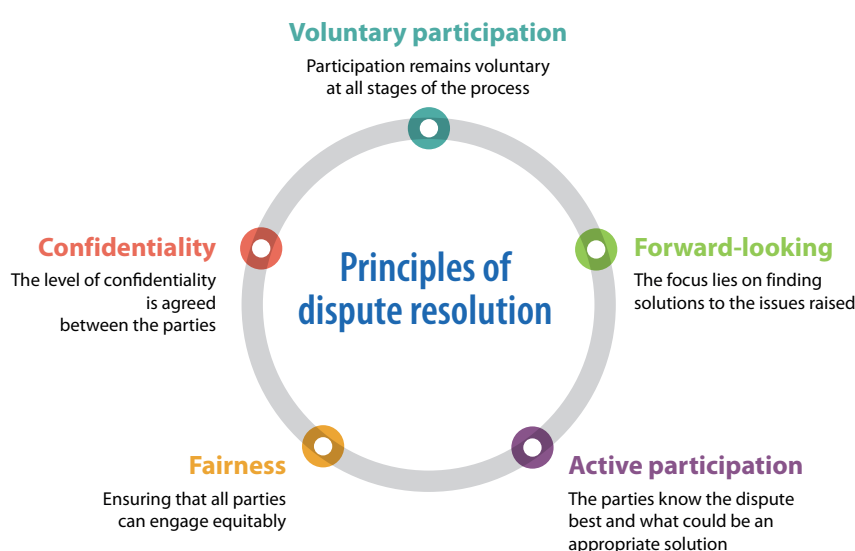 Voluntary participation
Participation remains voluntary
at all stages of the process
Confidentiality
The level of confidentiality
is agreed
between the parties
Principles of
dispute resolution
Forward-looking
The focus lies on finding
solutions to the issues raised
Fairness
Ensuring that all parties
can engage equitably
Active participation
The parties know the dispute
best and what could be an
appropriate solution